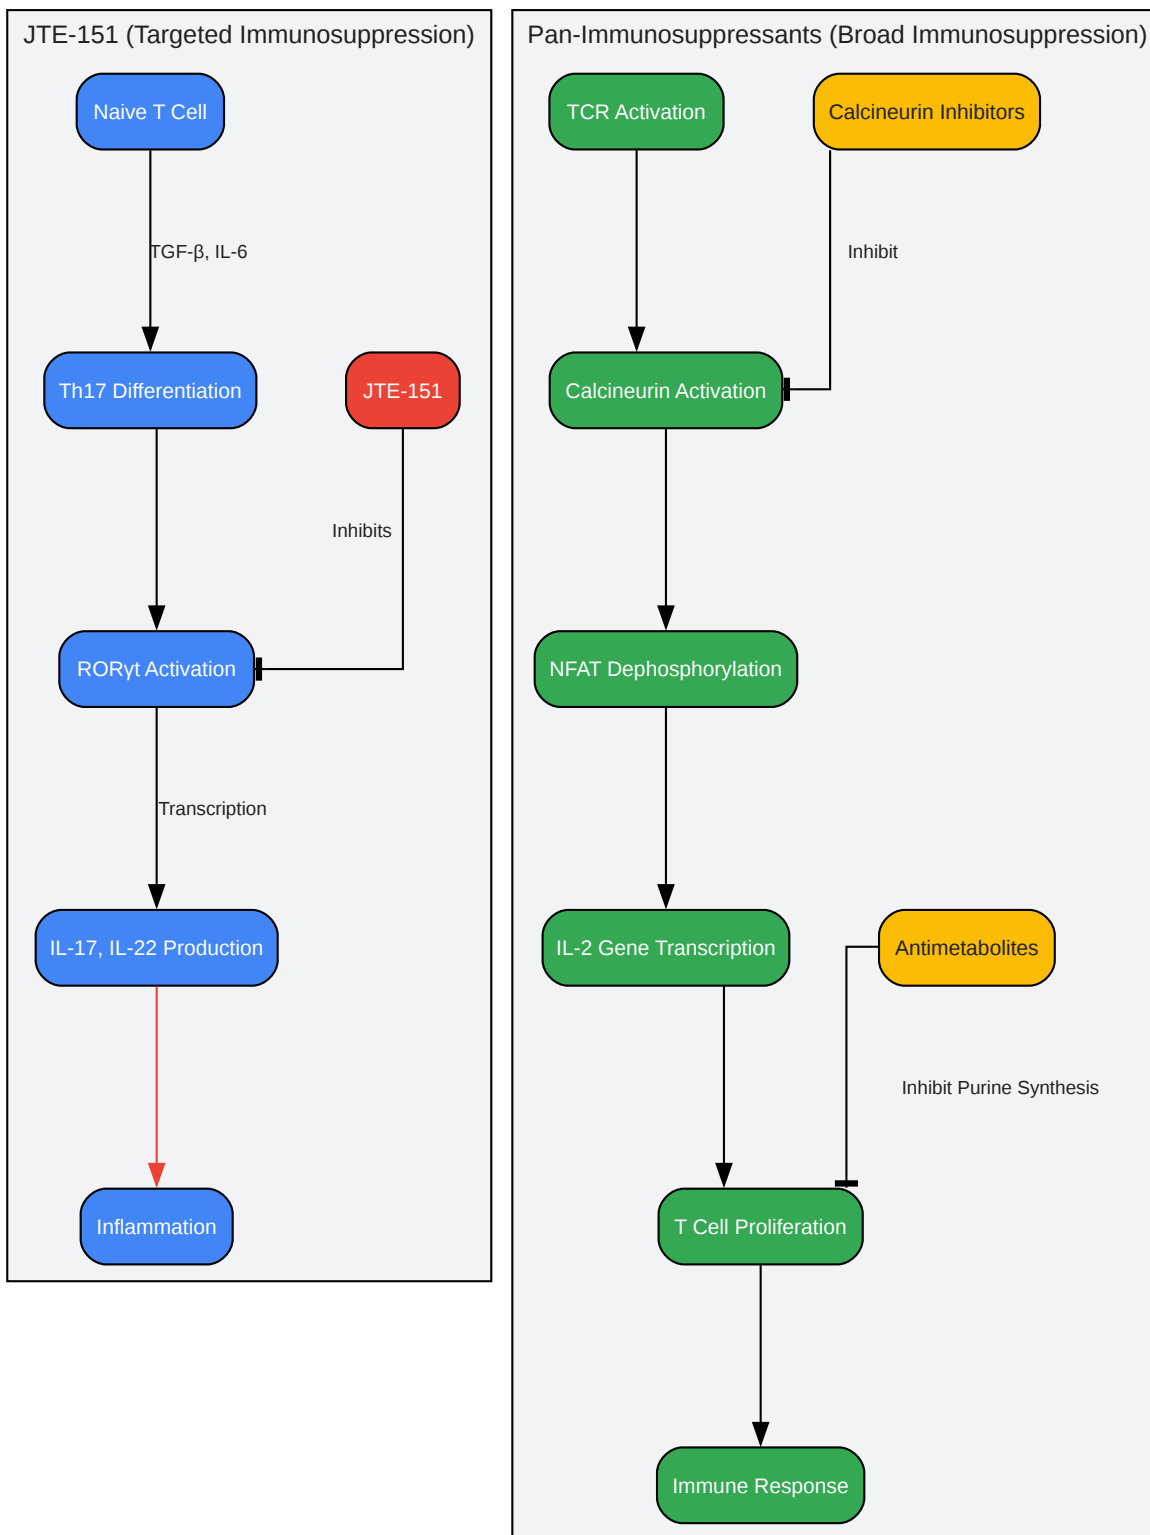 JTE-151 (Targeted Immunosuppression)
Naive T Cell
TGF-β, IL-6
Th17 Differentiation
JTE-151
Inhibits
RORγt Activation
Transcription
IL-17, IL-22 Production
Inflammation
Pan-Immunosuppressants (Broad Immunosuppression)
TCR Activation
Calcineurin Inhibitors
Inhibit
Calcineurin Activation
NFAT Dephosphorylation
IL-2 Gene Transcription
Antimetabolites
Inhibit Purine Synthesis
T Cell Proliferation
Immune Response